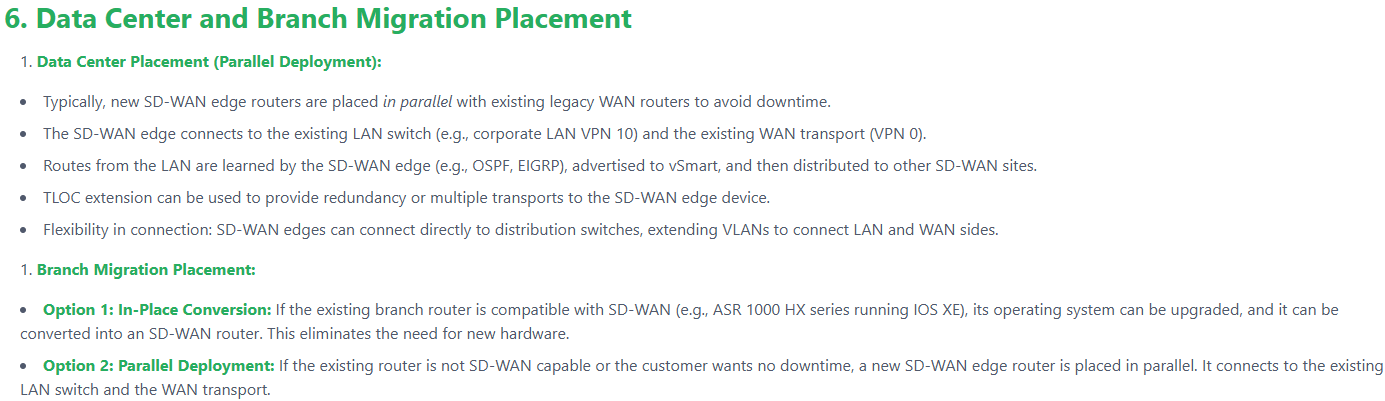 6. Data Center and Branch Migration Placement
1. Data Center Placement (Parallel Deployment):
• Typically, new SD-WAN edge routers are placed in parallel with existing legacy WAN routers to avoid downtime.
• The SD-WAN edge connects to the existing LAN switch (e.g., corporate LAN VPN 10) and the existing WAN transport (VPN 0).
• Routes from the LAN are learned by the SD-WAN edge (e.g., OSPF, EIGRP), advertised to vSmart, and then distributed to other SD-WAN sites.
• TLOC extension can be used to provide redundancy or multiple transports to the SD-WAN edge device.
• Flexibility in connection: SD-WAN edges can connect directly to distribution switches, extending VLANs to connect LAN and WAN sides.
1. Branch Migration Placement:
• Option 1: In-Place Conversion: If the existing branch router is compatible with SD-WAN (e.g., ASR 1000 HX series running IOS XE), its operating system can be upgraded, and it can be
converted into an SD-WAN router. This eliminates the need for new hardware.
• Option 2: Parallel Deployment: If the existing router is not SD-WAN capable or the customer wants no downtime, a new SD-WAN edge router is placed in parallel. It connects to the existing
LAN switch and the WAN transport.